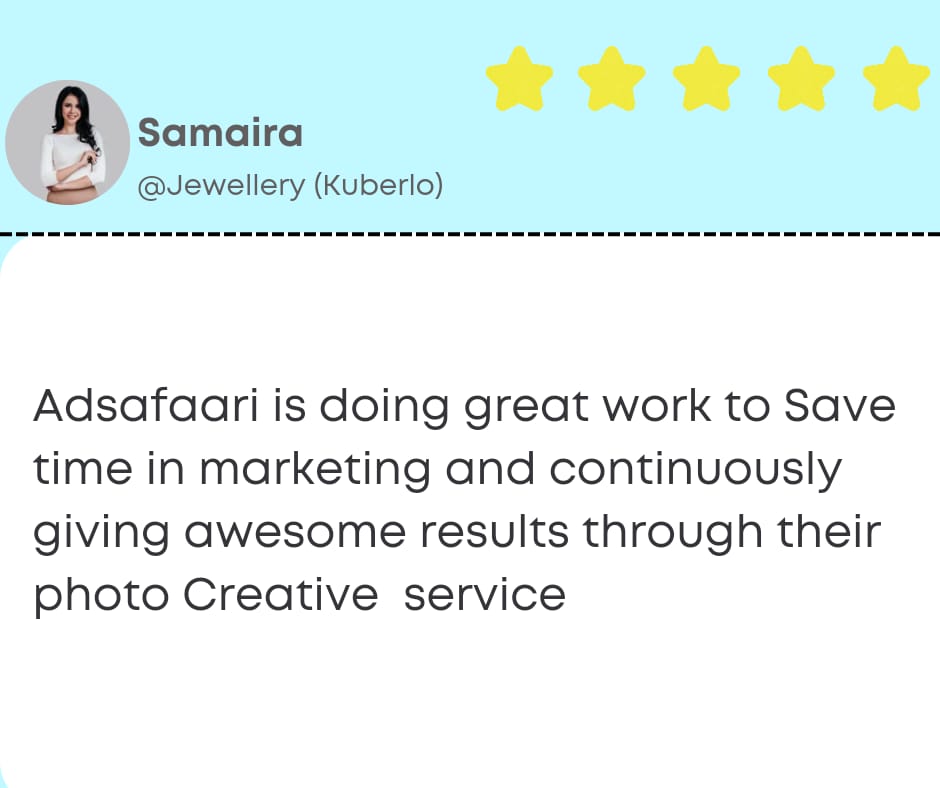 Samaira
@Jewellery (Kuberlo)
Adsafaari is doing great work to Save
time in marketing and continuously
giving awesome results through their
photo Creative  service